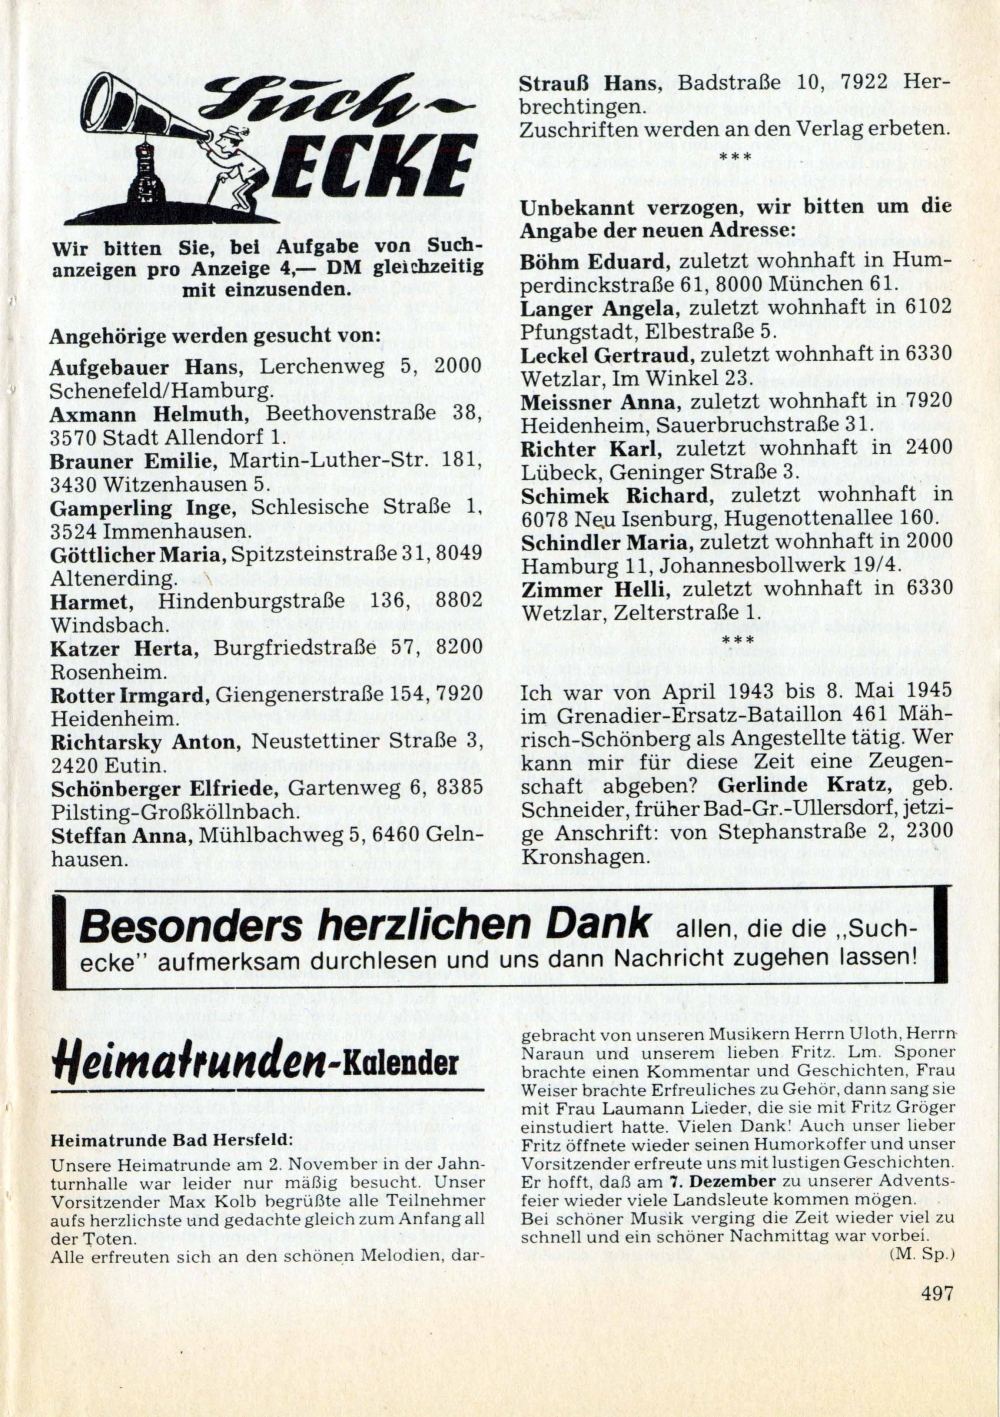 Such-
ECKE
Wir bitten Sie, bei Aufgabe von Such-
anzeigen pro Anzeige 4,— DM gleichzeitig
mit einzusenden.
Angehörige werden gesucht von:
Aufgebauer Hans, Lerchenweg 5, 2000
Schenefeld/Hamburg.
Axmann Helmuth, Beethovenstraße 38,
3570 Stadt Allendorf 1.
Brauner Emilie, Martin-Luther-Str. 181,
3430 Witzenhausen 5.
Gamperling Inge, Schlesische Straße 1,
3524 Immenhausen.
Göttlicher Maria, Spitzsteinstraße 31, 8049
Altenerding.
Harmet, Hindenburgstraße 136, 8802
Windsbach.
Katzer Herta, Burgfriedstraße 57, 8200
Rosenheim.
Rotter Irmgard, Giengenerstraße 154, 7920
Heidenheim.
Richtarsky Anton, Neustettiner Straße 3,
2420 Eutin.
Schönberger Elfriede, Gartenweg 6, 8385
Pilsting-Großköllnbach.
Steffan Anna, Mühlbachweg 5, 6460 Geln-
hausen.
Strauß Hans, Badstraße 10, 7922 Her-
brechtingen.
Zuschriften werden an den Verlag erbeten.
***
Unbekannt verzogen, wir bitten um die
Angabe der neuen Adresse:
Böhm Eduard, zuletzt wohnhaft in Hum-
perdinckstraße 61, 8000 München 61.
Langer Angela, zuletzt wohnhaft in 6102
Pfungstadt, Elbestraße 5.
Leckel Gertraud, zuletzt wohnhaft in 6330
Wetzlar, Im Winkel 23.
Meissner Anna, zuletzt wohnhaft in 7920
Heidenheim, Sauerbruchstraße 31.
Richter Karl, zuletzt wohnhaft in 2400
Lübeck, Geninger Straße 3.
Schimek Richard, zuletzt wohnhaft in
6078 Neu Isenburg, Hugenottenallee 160.
Schindler Maria, zuletzt wohnhaft in 2000
Hamburg 11, Johannesbollwerk 19/4.
Zimmer Helli, zuletzt wohnhaft in 6330
Wetzlar, Zelterstraße 1.
***
Ich war von April 1943 bis 8. Mai 1945
im Grenadier-Ersatz-Bataillon 461 Mäh-
risch-Schönberg als Angestellte tätig. Wer
kann mir für diese Zeit eine Zeugen-
schaft abgeben? Gerlinde Kratz, geb.
Schneider, früher Bad-Gr.-Ullersdorf, jetzi-
ge Anschrift: von Stephanstraße 2, 2300
Kronshagen.
Besonders herzlichen Dank allen, die die „Such-
ecke" aufmerksam durchlesen und uns dann Nachricht zugehen lassen!
Heimatrunden-Kalender
Heimatrunde Bad Hersfeld:
Unsere Heimatrunde am 2. November in der Jahn-
turnhalle war leider nur mäßig besucht. Unser
Vorsitzender Max Kolb begrüßte alle Teilnehmer
aufs herzlichste und gedachte gleich zum Anfang all
der Toten.
Alle erfreuten sich an den schönen Melodien, dar-
gebracht von unseren Musikern Herrn Uloth, Herrn
Naraun und unserem lieben Fritz. Lm. Sponer
brachte einen Kommentar und Geschichten, Frau
Weiser brachte Erfreuliches zu Gehör, dann sang sie
mit Frau Laumann Lieder, die sie mit Fritz Gröger
einstudiert hatte. Vielen Dank! Auch unser lieber
Fritz öffnete wieder seinen Humorkoffer und unser
Vorsitzender erfreute uns mit lustigen Geschichten.
Er hofft, daß am 7. Dezember zu unserer Advents-
feier wieder viele Landsleute kommen mögen.
Bei schöner Musik verging die Zeit wieder viel zu
schnell und ein schöner Nachmittag war vorbei.
(M. Sp.)
497